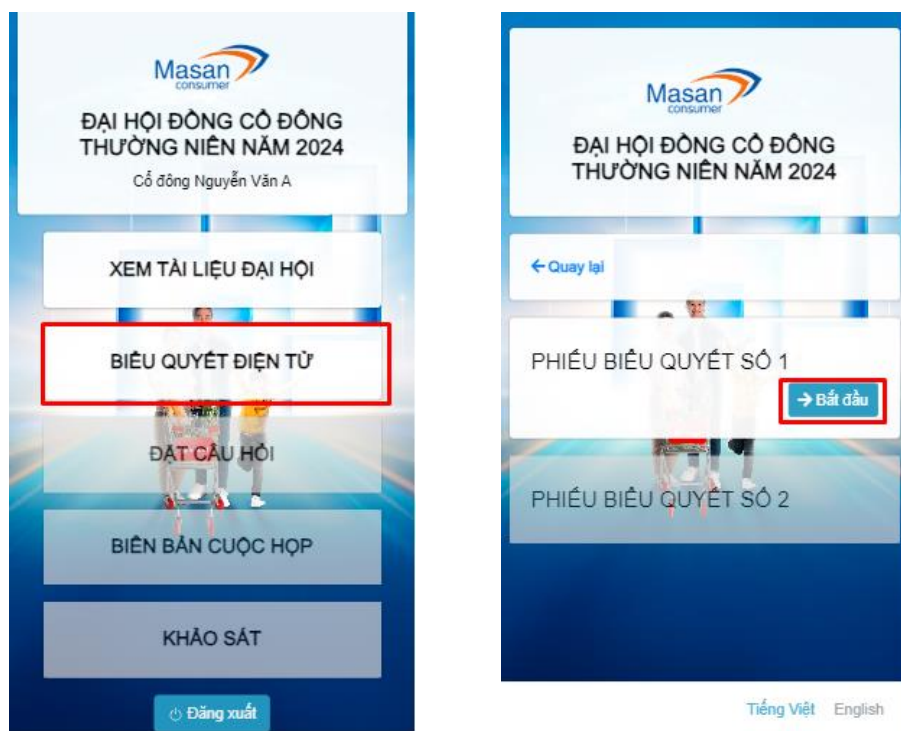 Masan
consumer
ĐẠI HỘI ĐỒNG CỔ ĐÔNG
THƯỜNG NIÊN NĂM 2024
Cổ đông Nguyễn Văn A
XEM TÀI LIỆU ĐẠI HỘI
BIỂU QUYẾT ĐIỆN TỬ
ĐẶT CÂU HỎI
BIÊN BẢN CUỘC HỌP
KHẢO SÁT
Đăng xuất
Masan
consumer
ĐẠI HỘI ĐỒNG CỔ ĐÔNG
THƯỜNG NIÊN NĂM 2024
← Quay lại
PHIẾU BIỂU QUYẾT SỐ 1
→ Bắt đầu
PHIẾU BIỂU QUYẾT SỐ 2
Tiếng Việt English